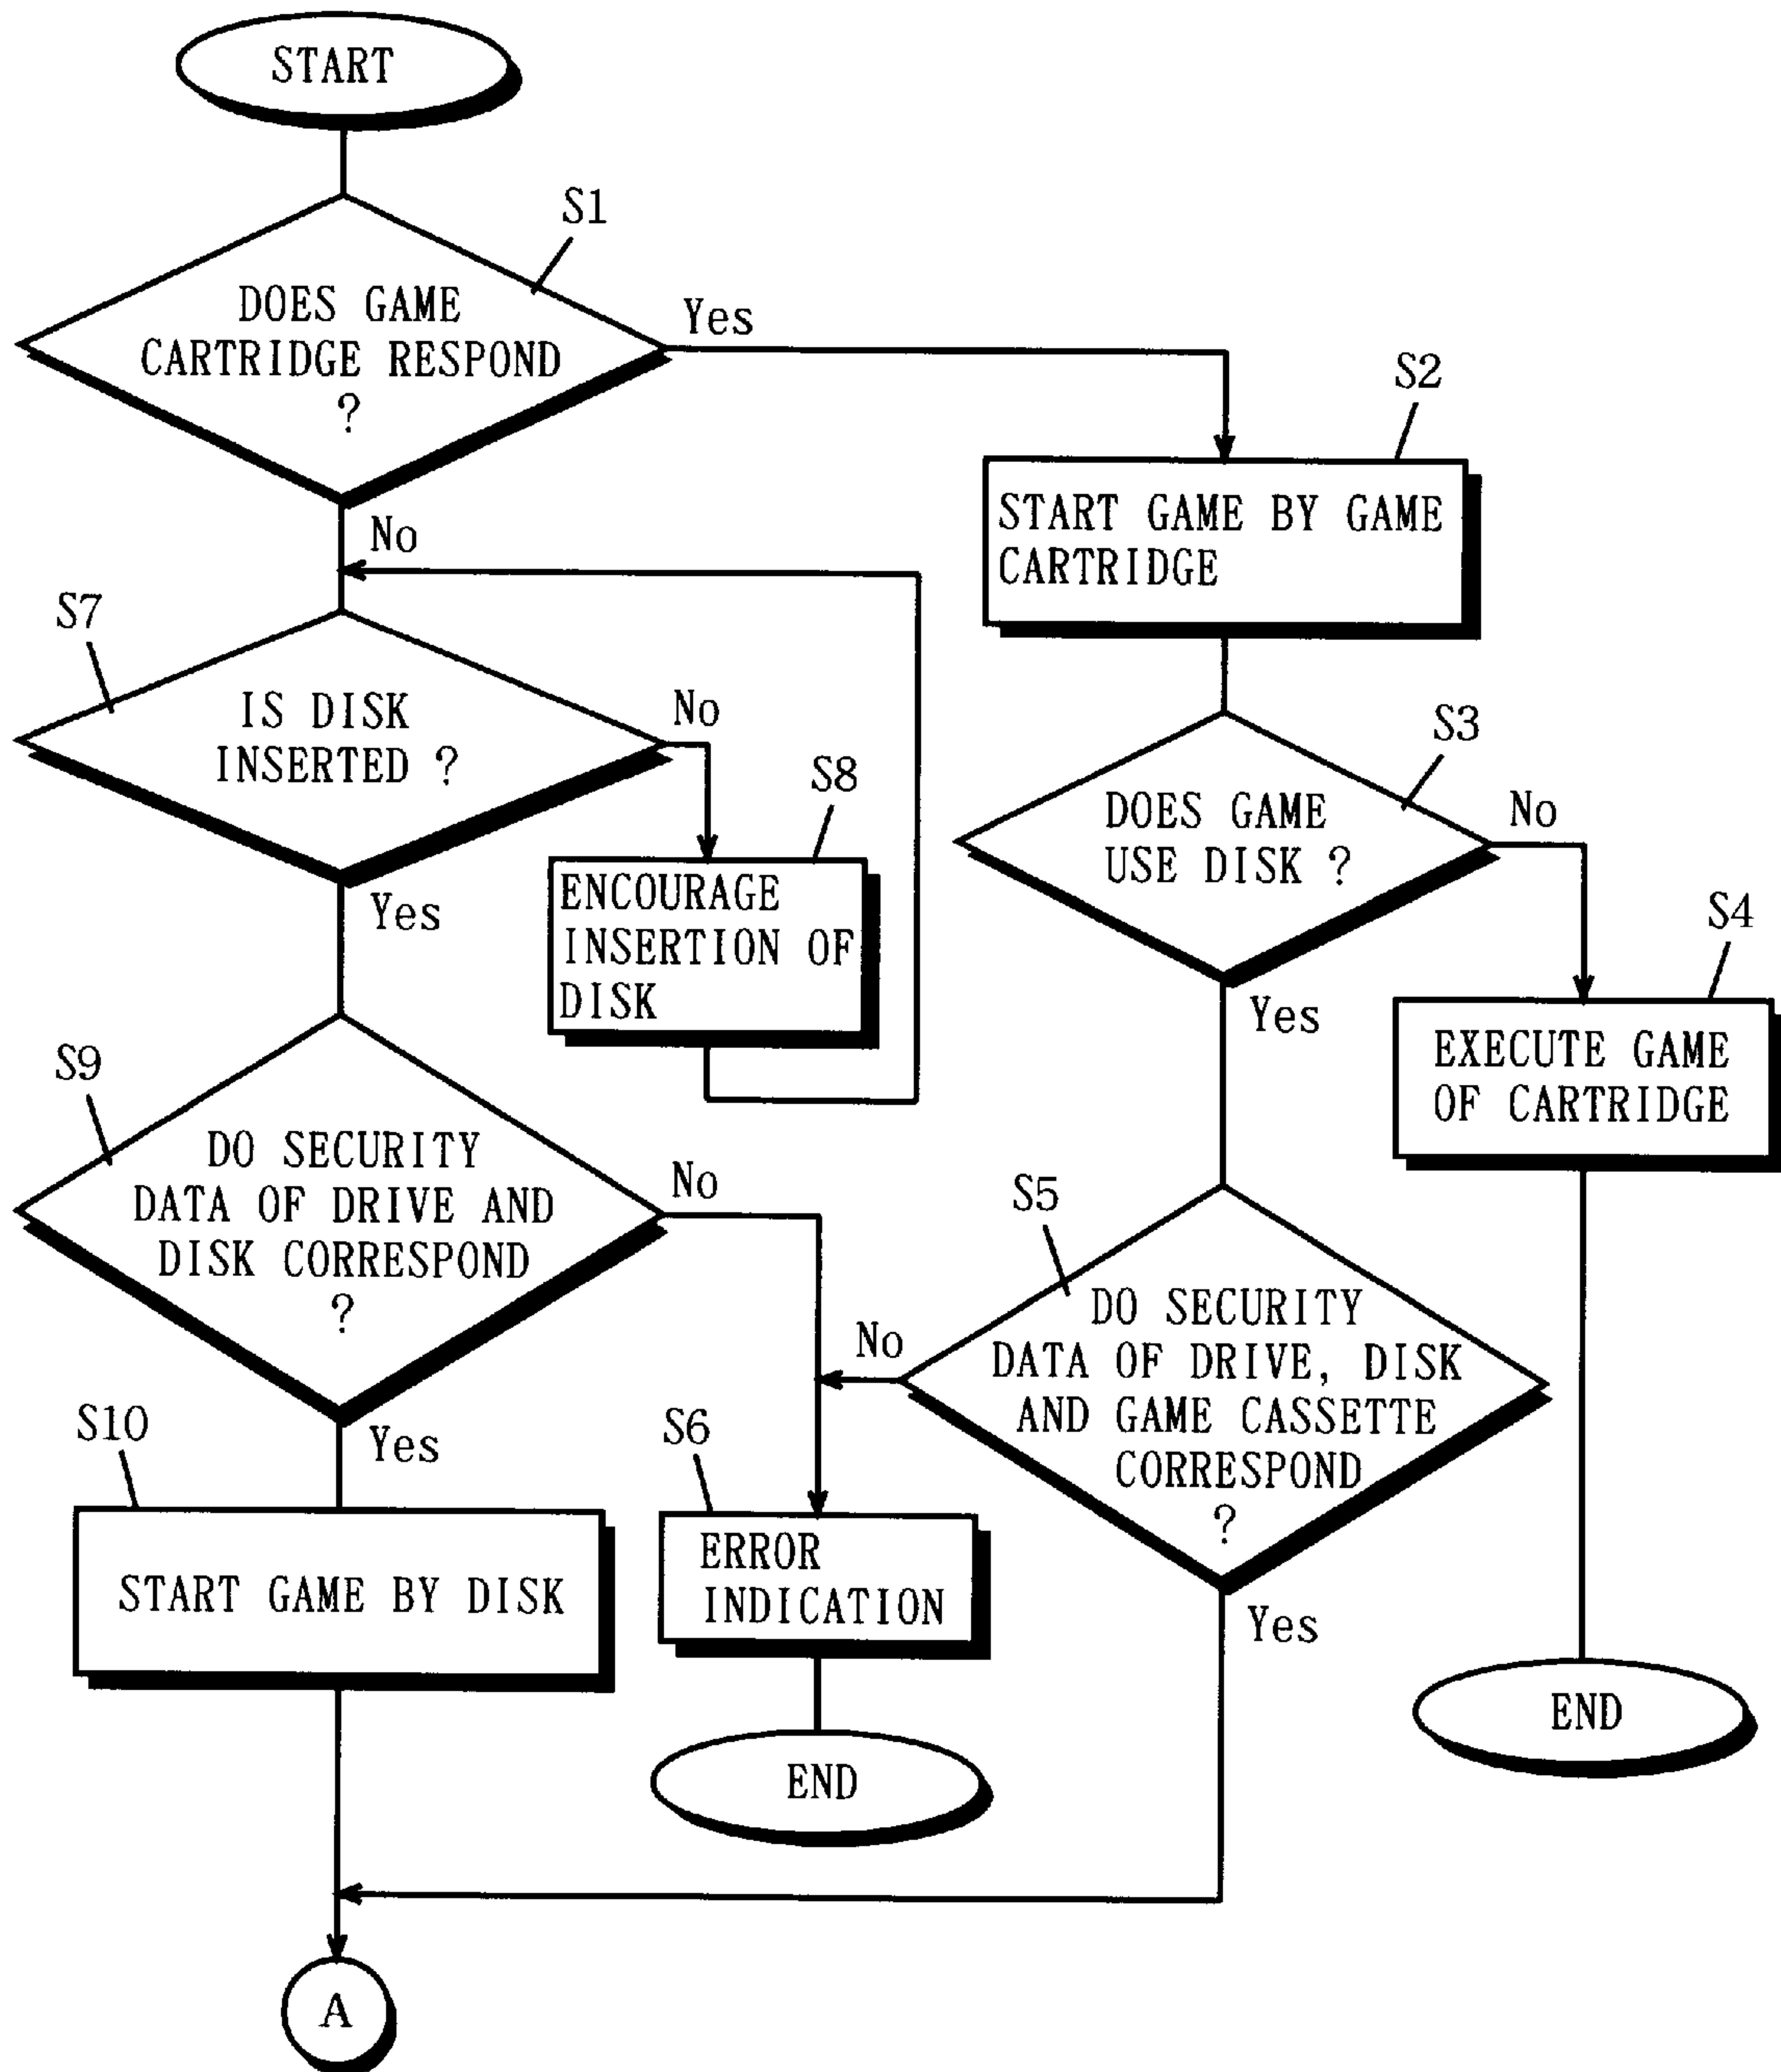 START
S1
DOES GAME
CARTRIDGE RESPOND
?
Yes
No
S2
START GAME BY GAME
CARTRIDGE
S7
IS DISK
INSERTED ?
No
Yes
S8
ENCOURAGE
INSERTION OF
DISK
S3
DOES GAME
USE DISK ?
No
Yes
S4
EXECUTE GAME
OF CARTRIDGE
END
S9
DO SECURITY
DATA OF DRIVE AND
DISK CORRESPOND
?
No
Yes
S5
DO SECURITY
DATA OF DRIVE, DISK
AND GAME CASSETTE
CORRESPOND
?
No
Yes
S10
START GAME BY DISK
S6
ERROR
INDICATION
END
A